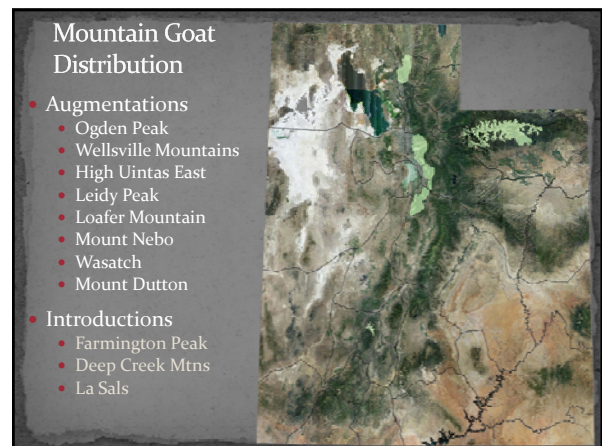 Mountain Goat
Distribution
• Augmentations
• Ogden Peak
• Wellsville Mountains
• High Uintas East
• Leidy Peak
• Loafer Mountain
• Mount Nebo
• Wasatch
• Mount Dutton
• Introductions
• Farmington Peak
• Deep Creek Mtns
• La Sals